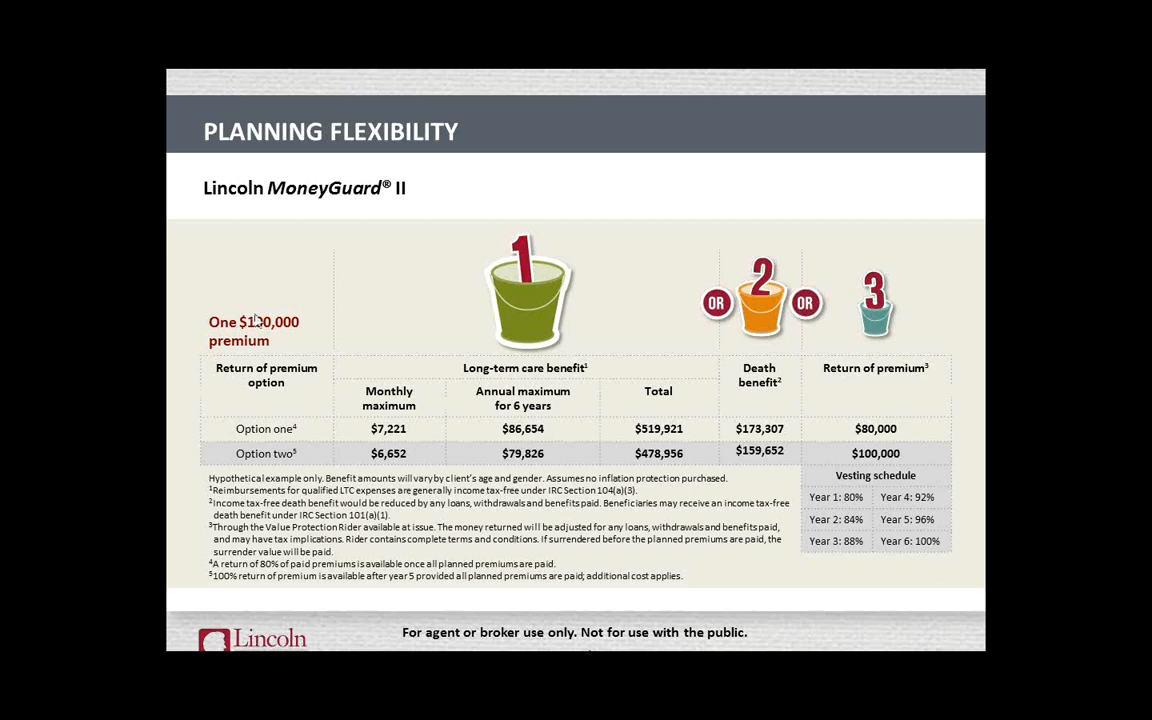 PLANNING FLEXIBILITY
Lincoln MoneyGuard® II
1
OR
2
OR
3
One $100,000
premium
Return of premium
option
Long-term care benefit¹
Death
benefit²
Return of premium³
Monthly
maximum
Annual maximum
for 6 years
Total
Option one⁴
$7,221
$86,654
$519,921
$173,307
$80,000
Option two⁵
$6,652
$79,826
$478,956
$159,652
$100,000
Vesting schedule
Year 1: 80%
Year 4: 92%
Year 2: 84%
Year 5: 96%
Year 3: 88%
Year 6: 100%
Hypothetical example only. Benefit amounts will vary by client's age and gender. Assumes no inflation protection purchased.
¹Reimbursements for qualified LTC expenses are generally income tax-free under IRC Section 104(a)(3).
²Income tax-free death benefit would be reduced by any loans, withdrawals and benefits paid. Beneficiaries may receive an income tax-free
death benefit under IRC Section 101(a)(1).
³Through the Value Protection Rider available at issue. The money returned will be adjusted for any loans, withdrawals and benefits paid,
and may have tax implications. Rider contains complete terms and conditions. If surrendered before the planned premiums are paid, the
surrender value will be paid.
⁴A return of 80% of paid premiums is available once all planned premiums are paid.
⁵100% return of premium is available after year 5 provided all planned premiums are paid; additional cost applies.
Lincoln
For agent or broker use only. Not for use with the public.